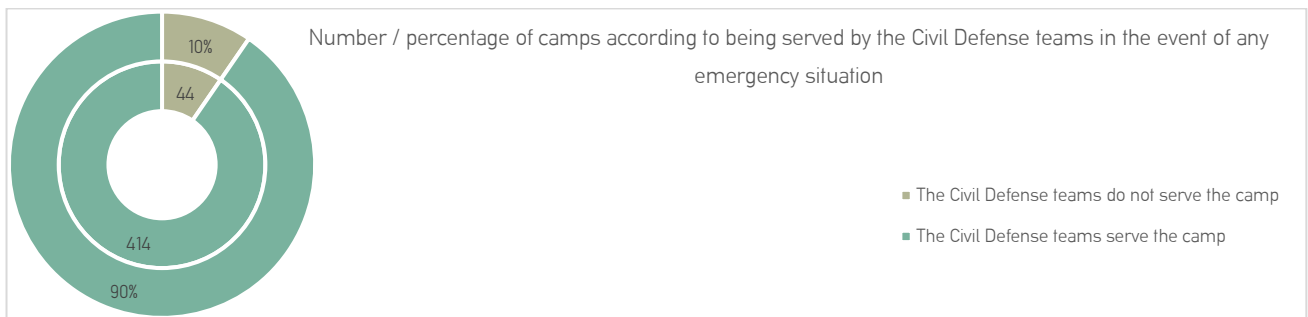 Number / percentage of camps according to being served by the Civil Defense teams in the event of any
emergency situation
10%
44
414
90%
The Civil Defense teams do not serve the camp
The Civil Defense teams serve the camp